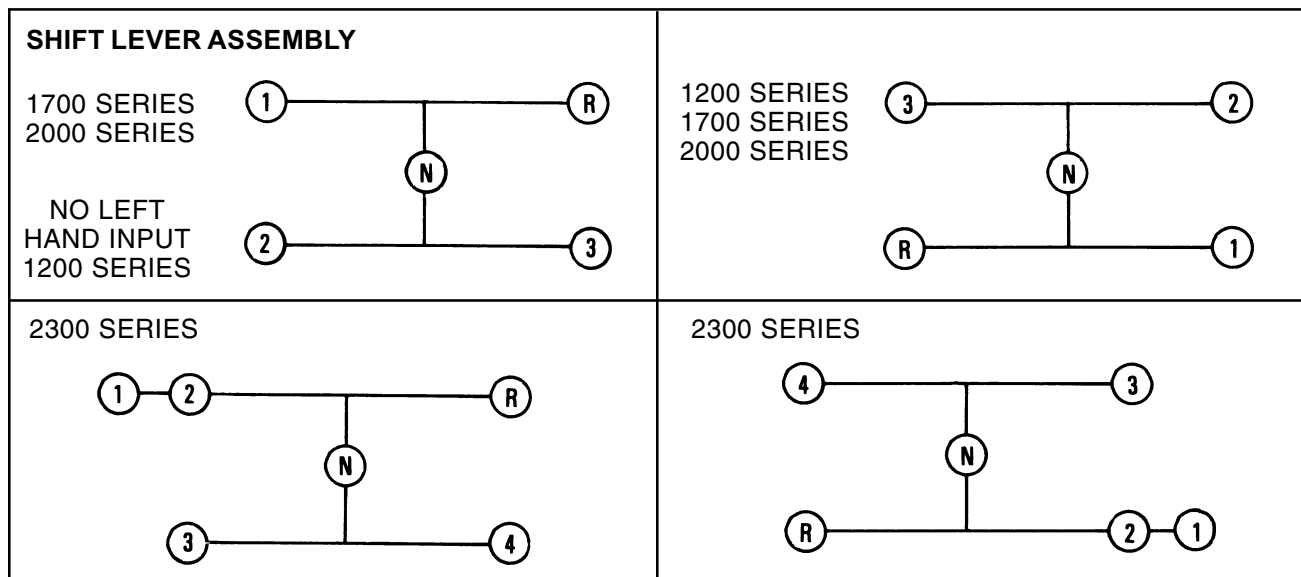 SHIFT LEVER ASSEMBLY
1700 SERIES
2000 SERIES
1 R
N
NO LEFT
HAND INPUT
1200 SERIES
2 3
1200 SERIES
1700 SERIES
2000 SERIES
3 2
N
R 1
2300 SERIES
1 2 R
N
3 4
2300 SERIES
4 3
N
R 2 1